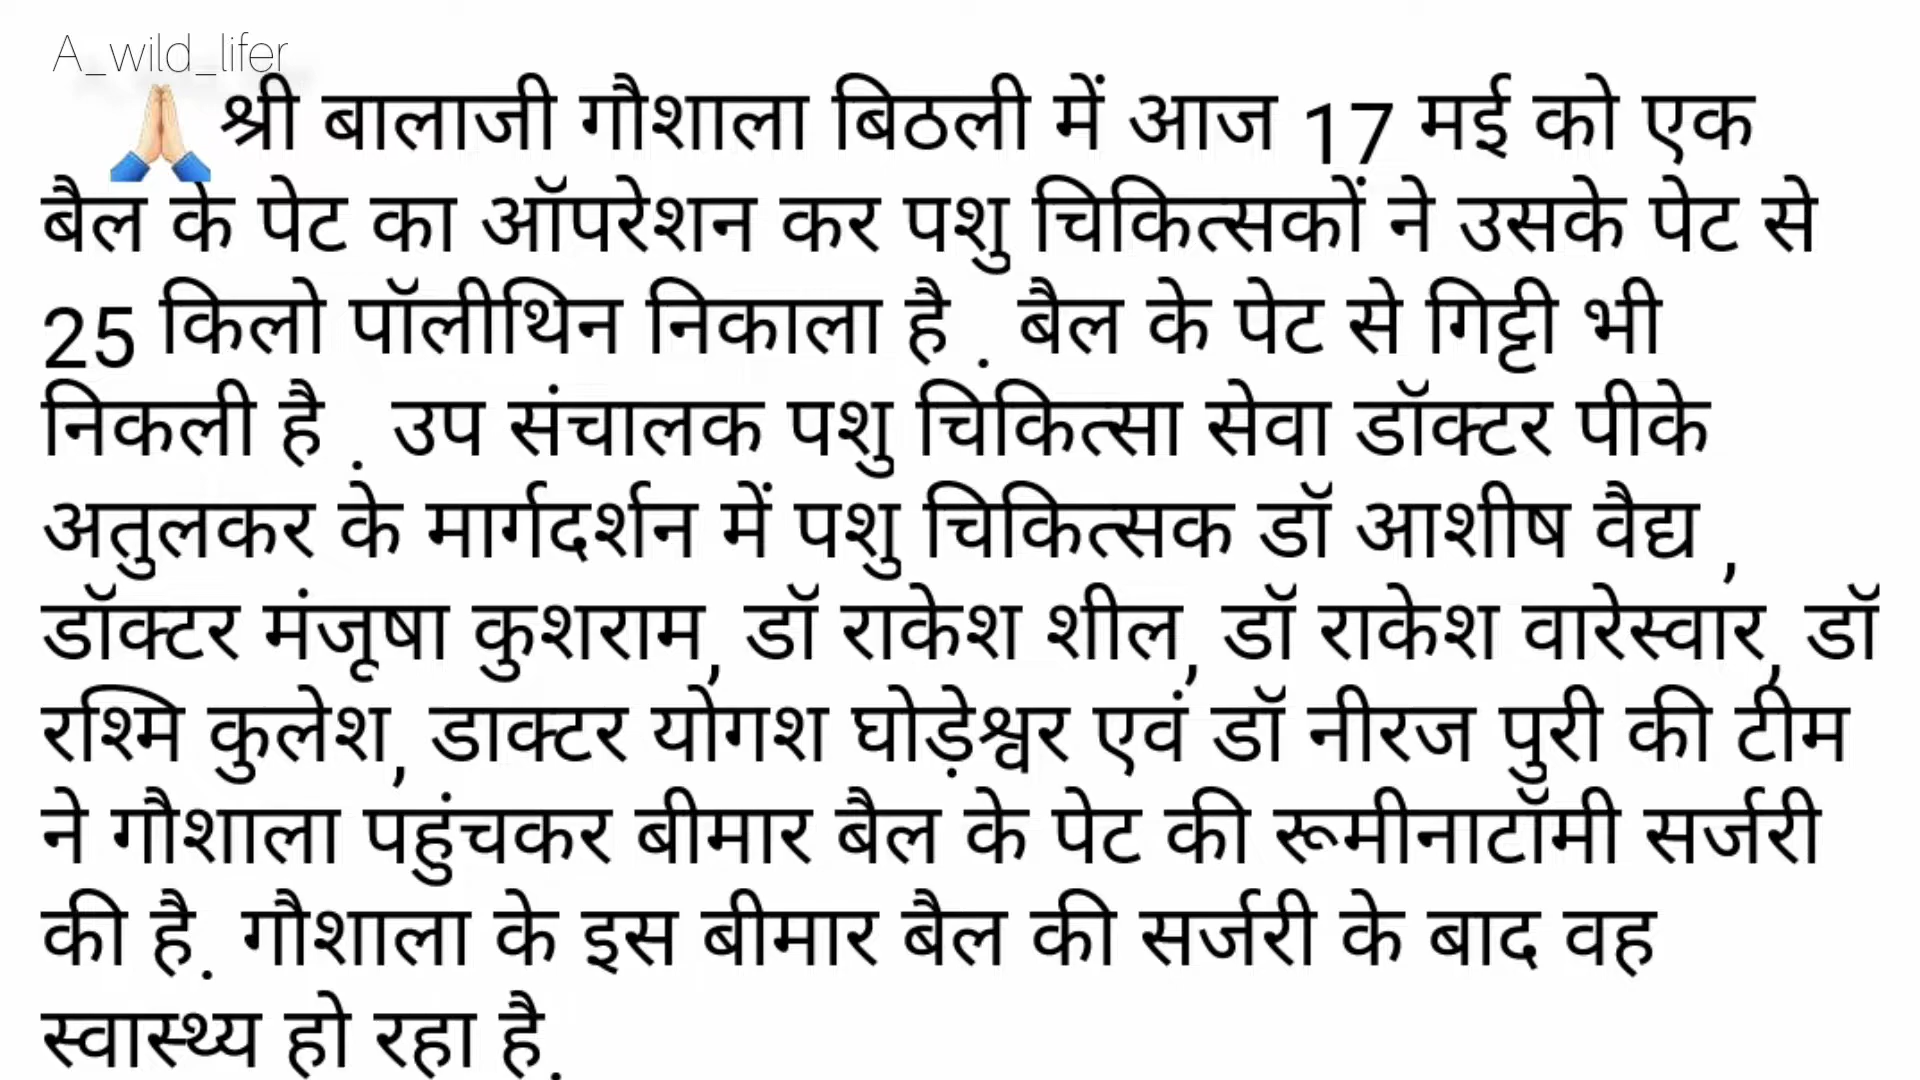 A_wild_lifer
🙏🏻श्री बालाजी गौशाला बिठली में आज 17 मई को एक
बैल के पेट का ऑपरेशन कर पशु चिकित्सकों ने उसके पेट से
25 किलो पॉलीथिन निकाला है . बैल के पेट से गिट्टी भी
निकली है . उप संचालक पशु चिकित्सा सेवा डॉक्टर पीके
अतुलकर के मार्गदर्शन में पशु चिकित्सक डॉ आशीष वैद्य ,
डॉक्टर मंजूषा कुशराम, डॉ राकेश शील, डॉ राकेश वारेस्वार, डॉ
रश्मि कुलेश, डाक्टर योगश घोड़ेश्वर एवं डॉ नीरज पुरी की टीम
ने गौशाला पहुंचकर बीमार बैल के पेट की रूमीनाटॉमी सर्जरी
की है. गौशाला के इस बीमार बैल की सर्जरी के बाद वह
स्वास्थ्य हो रहा है.